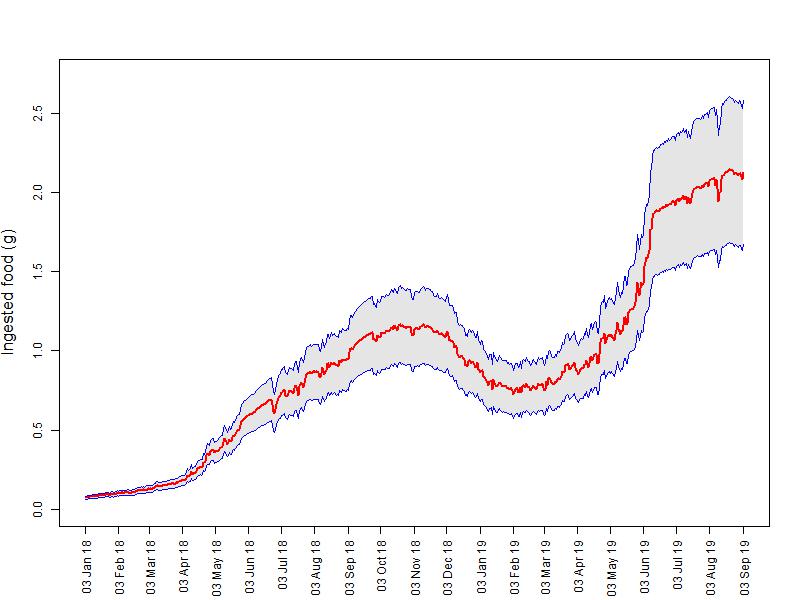 Ingested food (g)
2.5
2.0
1.5
1.0
0.5
0.0
03 Jan 18
03 Feb 18
03 Mar 18
03 Apr 18
03 May 18
03 Jun 18
03 Jul 18
03 Aug 18
03 Sep 18
03 Oct 18
03 Nov 18
03 Dec 18
03 Jan 19
03 Feb 19
03 Mar 19
03 Apr 19
03 May 19
03 Jun 19
03 Jul 19
03 Aug 19
03 Sep 19